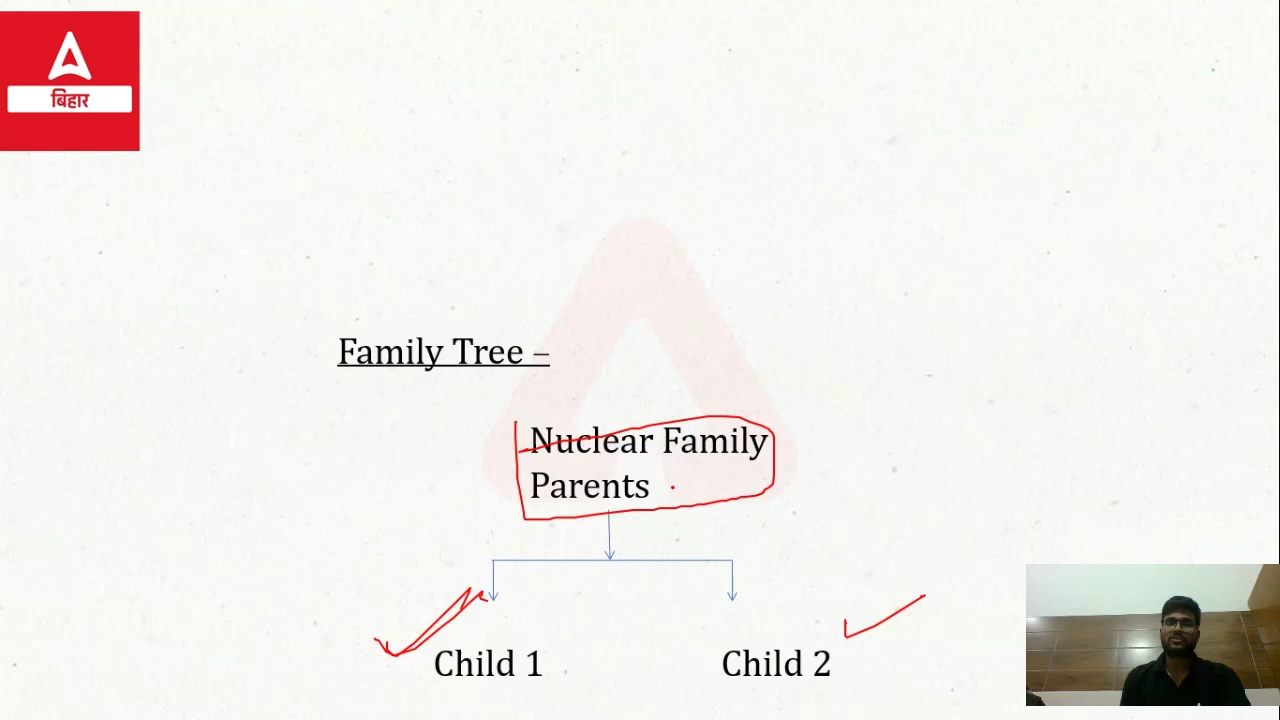 बिहार
Family Tree –
Nuclear Family
Parents
Child 1
Child 2